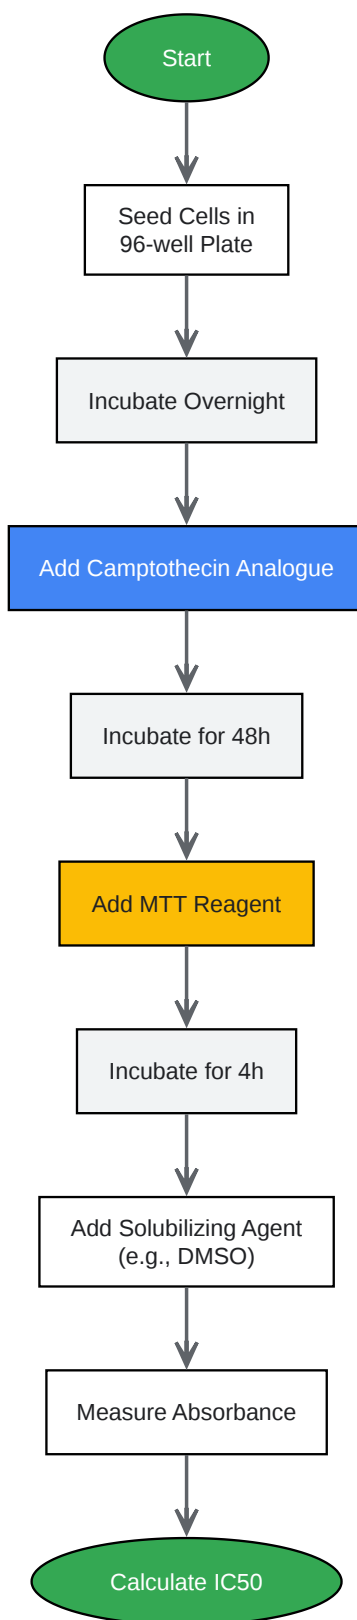 Start
Seed Cells in
96-well Plate
Incubate Overnight
Add Camptothecin Analogue
Incubate for 48h
Add MTT Reagent
Incubate for 4h
Add Solubilizing Agent
(e.g., DMSO)
Measure Absorbance
Calculate IC50